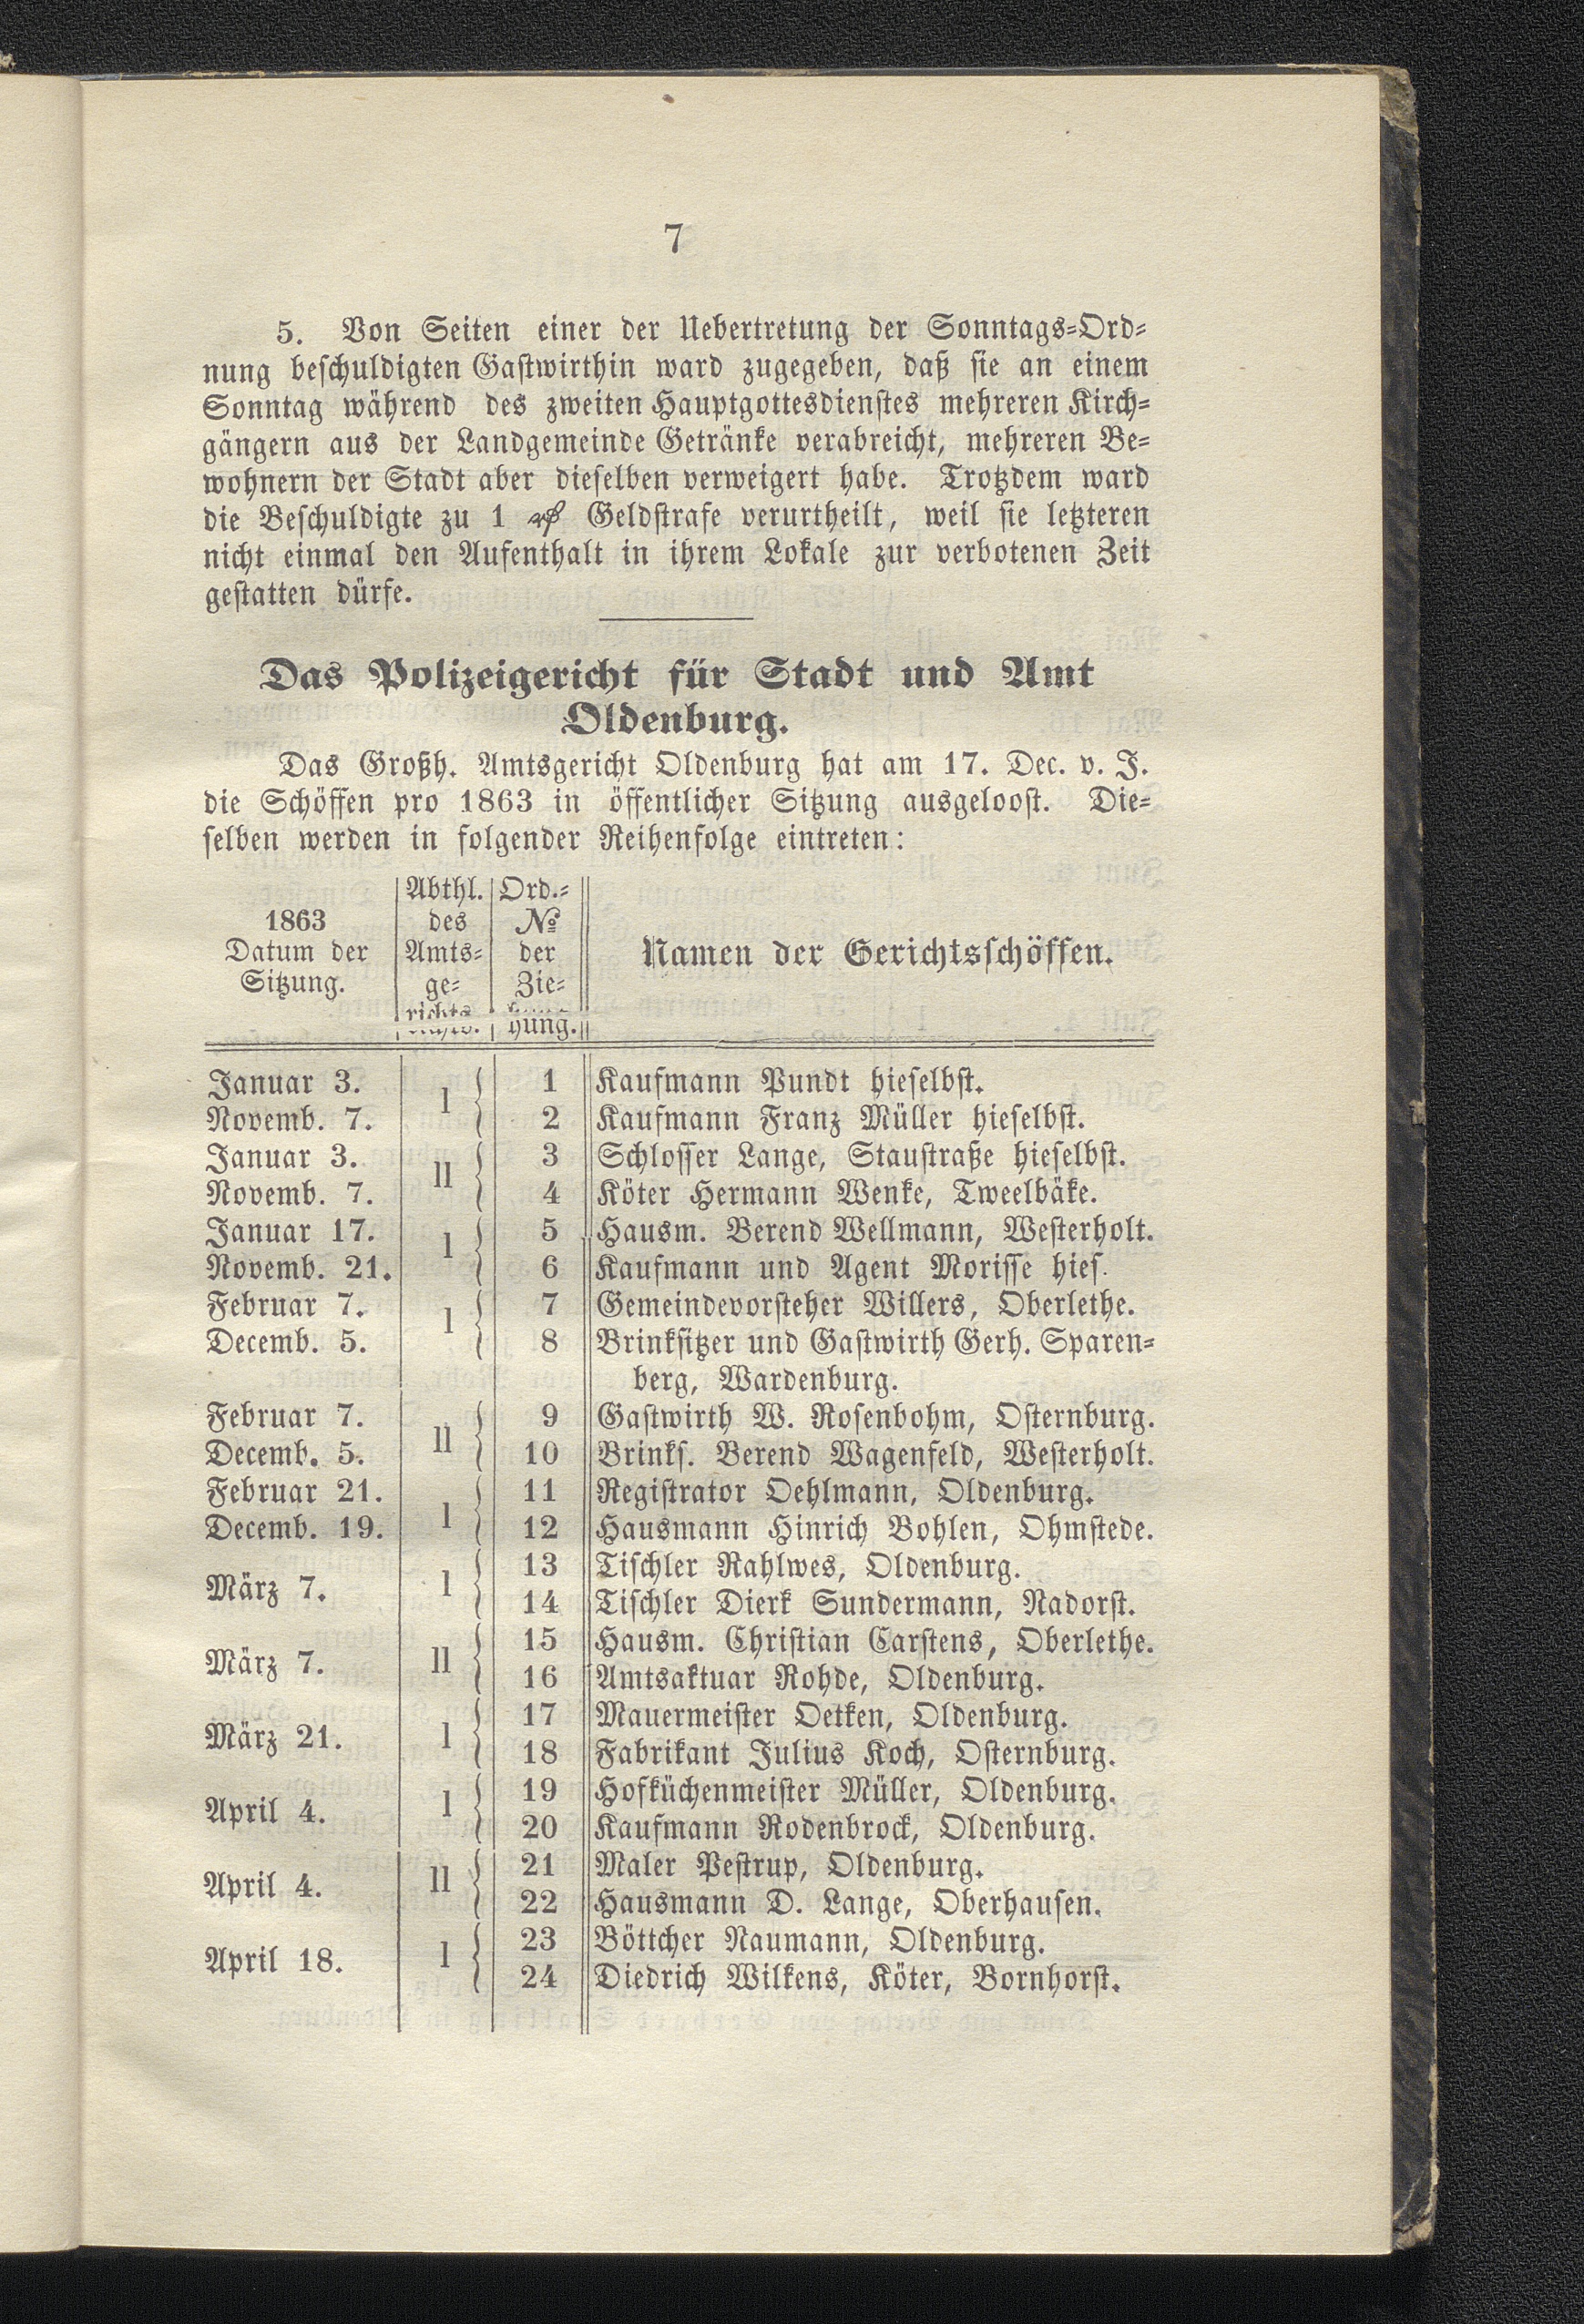 7
5. Von Seiten einer der Uebertretung der Sonntags-Ord-
nung beschuldigten Gastwirthin ward zugegeben, daß sie an einem
Sonntag während des zweiten Hauptgottesdienstes mehreren Kirch-
gängern aus der Landgemeinde Getränke verabreicht, mehreren Be-
wohnern der Stadt aber dieselben verweigert habe. Trotzdem ward
die Beschuldigte zu 1 Geldstrafe verurtheilt, weil sie letzteren
nicht einmal den Aufenthalt in ihrem Lokale zur verbotenen Zeit
gestatten dürfe.
Das Polizeigericht für Stadt und Amt
Oldenburg.
Das Großh. Amtsgericht Oldenburg hat am 17. Dec. v. J.
die Schöffen pro 1863 in öffentlicher Sitzung ausgeloost. Die-
selben werden in folgender Reihenfolge eintreten:
1863 Datum der Sitzung. Abthl. des Amts- ge- richts. Ord.- № der Zie- hung. Namen der Gerichtsschöffen.
Januar 3. I 1 Kaufmann Pundt hieselbst.
Novemb. 7. 2 Kaufmann Franz Müller hieselbst.
Januar 3. II 3 Schlosser Lange, Staustraße hieselbst.
Novemb. 7. 4 Köter Hermann Wenke, Tweelbäke.
Januar 17. I 5 Hausm. Berend Wellmann, Westerholt.
Novemb. 21. 6 Kaufmann und Agent Morisse hies.
Februar 7. I 7 Gemeindevorsteher Willers, Oberlethe.
Decemb. 5. 8 Brinksitzer und Gastwirth Gerh. Sparen-
berg, Wardenburg.
Februar 7. II 9 Gastwirth W. Rosenbohm, Osternburg.
Decemb. 5. 10 Brinks. Berend Wagenfeld, Westerholt.
Februar 21. I 11 Registrator Oehlmann, Oldenburg.
Decemb. 19. 12 Hausmann Hinrich Bohlen, Ohmstede.
März 7. I 13 Tischler Rahlwes, Oldenburg.
14 Tischler Dierk Sundermann, Nadorst.
März 7. II 15 Hausm. Christian Carstens, Oberlethe.
16 Amtsaktuar Rohde, Oldenburg.
März 21. I 17 Mauermeister Oetken, Oldenburg.
18 Fabrikant Julius Koch, Osternburg.
April 4. I 19 Hofküchenmeister Müller, Oldenburg.
20 Kaufmann Rodenbrock, Oldenburg.
April 4. II 21 Maler Pestrup, Oldenburg.
22 Hausmann D. Lange, Oberhausen.
April 18. I 23 Böttcher Naumann, Oldenburg.
24 Diedrich Wilkens, Köter, Bornhorst.